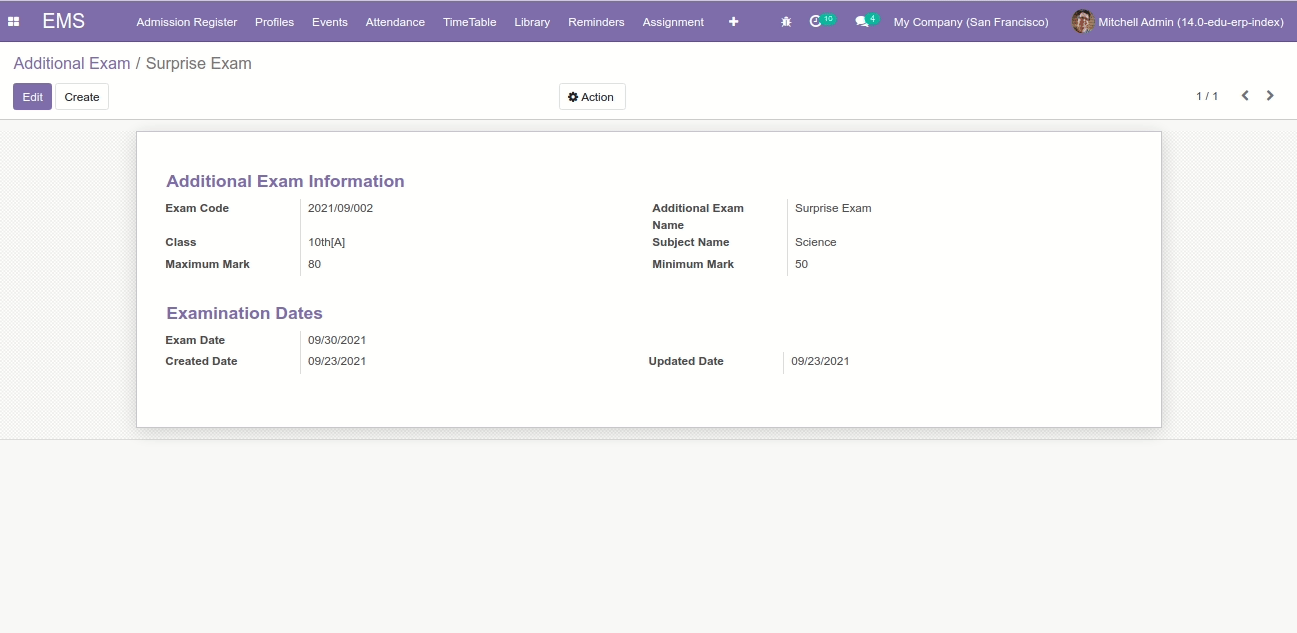 EMS Admission Register Profiles Events Attendance TimeTable Library Reminders Assignment 10 4 My Company (San Francisco) Mitchell Admin (14.0-edu-erp-index)
Additional Exam / Surprise Exam
Edit Create Action 1 / 1
Additional Exam Information
Exam Code 2021/09/002 Additional Exam Surprise Exam
Name
Class 10th[A] Subject Name Science
Maximum Mark 80 Minimum Mark 50
Examination Dates
Exam Date 09/30/2021
Created Date 09/23/2021 Updated Date 09/23/2021